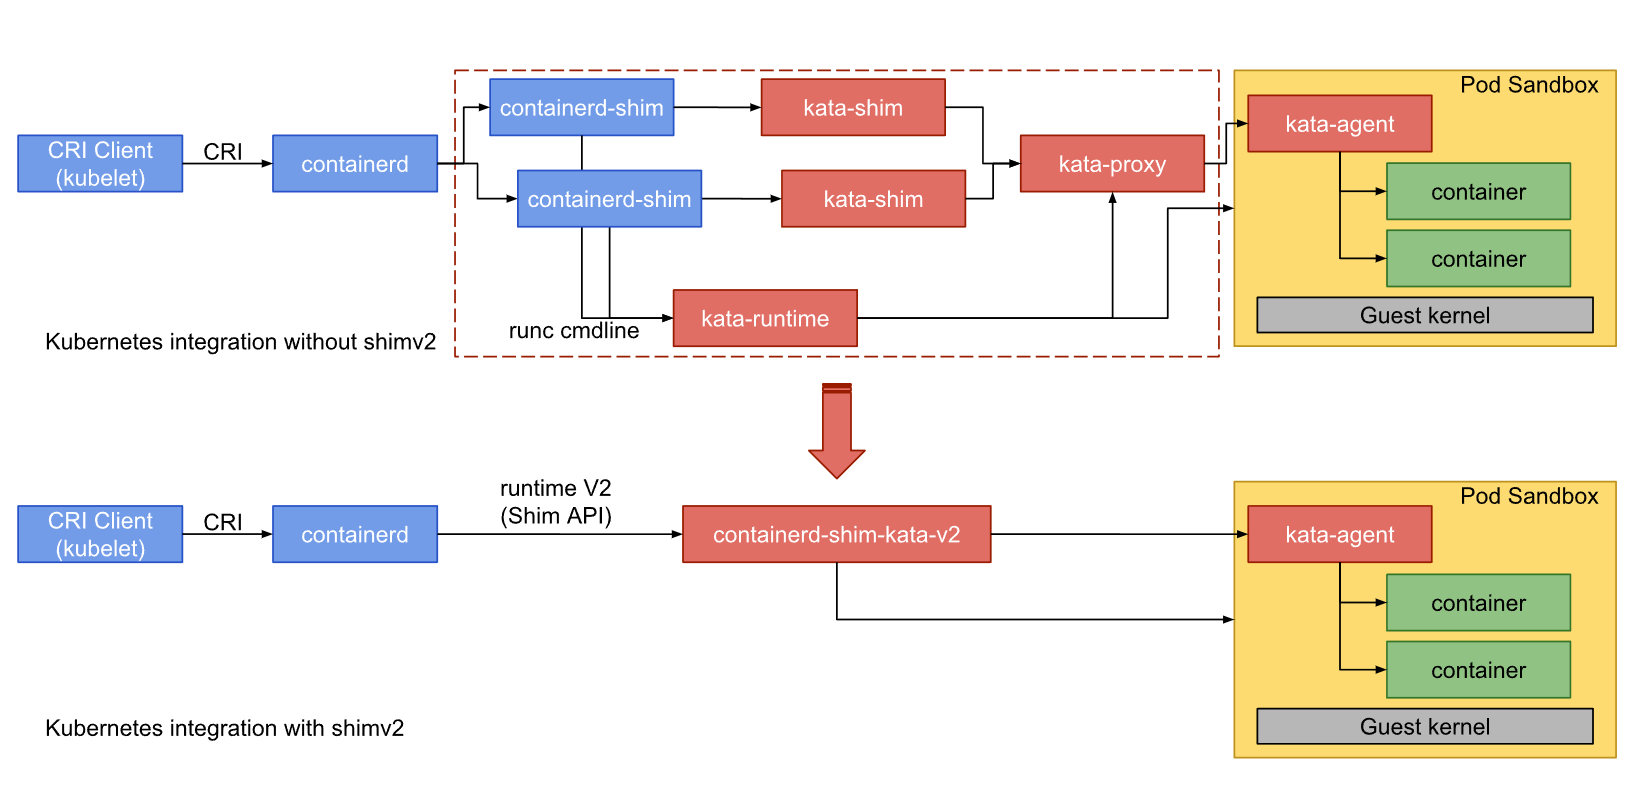 Pod Sandbox
containerd-shim
kata-shim
kata-agent
CRI Client
(kubelet)
CRI
containerd
kata-proxy
container
containerd-shim
kata-shim
container
kata-runtime
Guest kernel
runc cmdline
Kubernetes integration without shimv2
runtime V2
(Shim API)
Pod Sandbox
CRI Client
(kubelet)
CRI
containerd
containerd-shim-kata-v2
kata-agent
container
container
Guest kernel
Kubernetes integration with shimv2